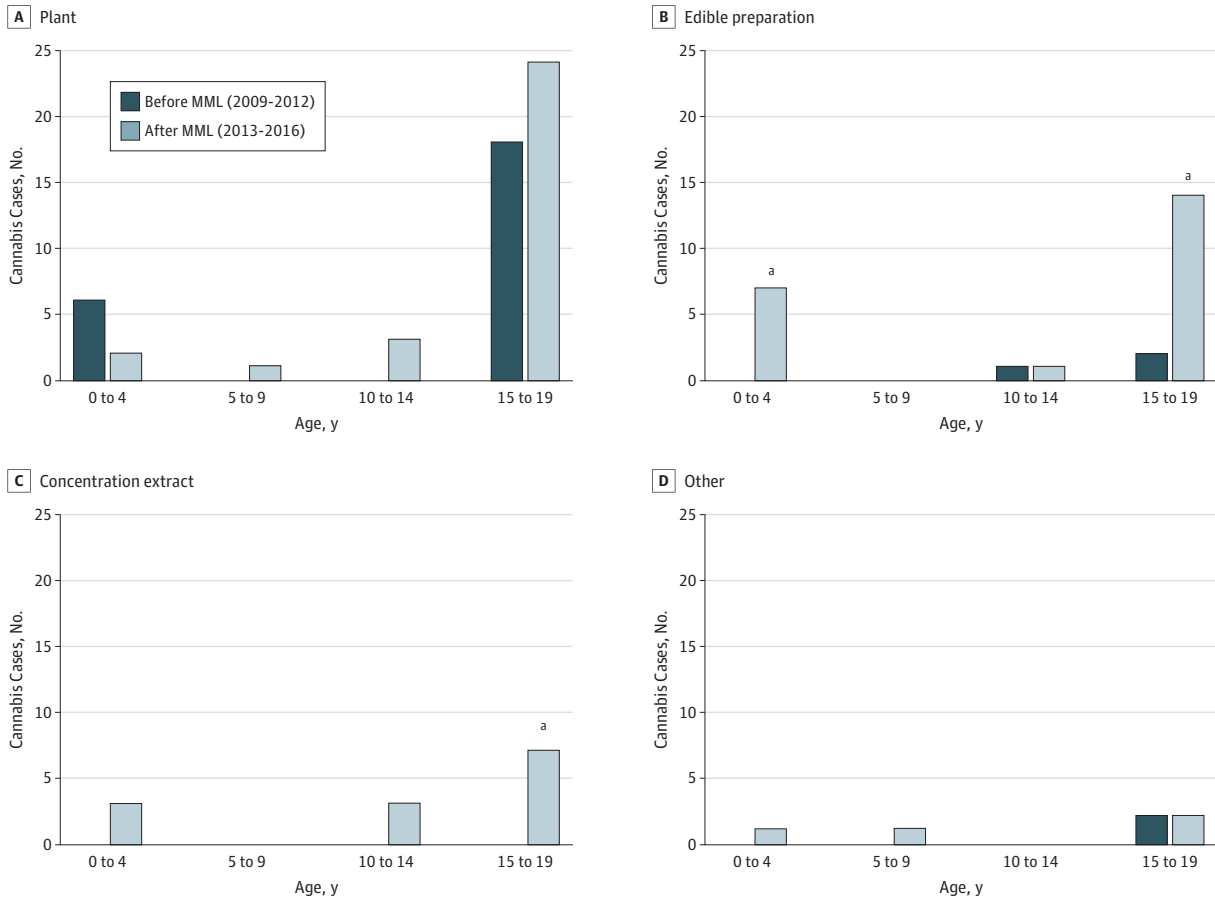 A Plant
25
20
15
10
5
0
Cannabis Cases, No.
Before MML (2009-2012)
After MML (2013-2016)
0 to 4 5 to 9 10 to 14 15 to 19
Age, y
B Edible preparation
25
20
15
10
5
0
Cannabis Cases, No.
a
a
0 to 4 5 to 9 10 to 14 15 to 19
Age, y
C Concentration extract
25
20
15
10
5
0
Cannabis Cases, No.
a
0 to 4 5 to 9 10 to 14 15 to 19
Age, y
D Other
25
20
15
10
5
0
Cannabis Cases, No.
0 to 4 5 to 9 10 to 14 15 to 19
Age, y